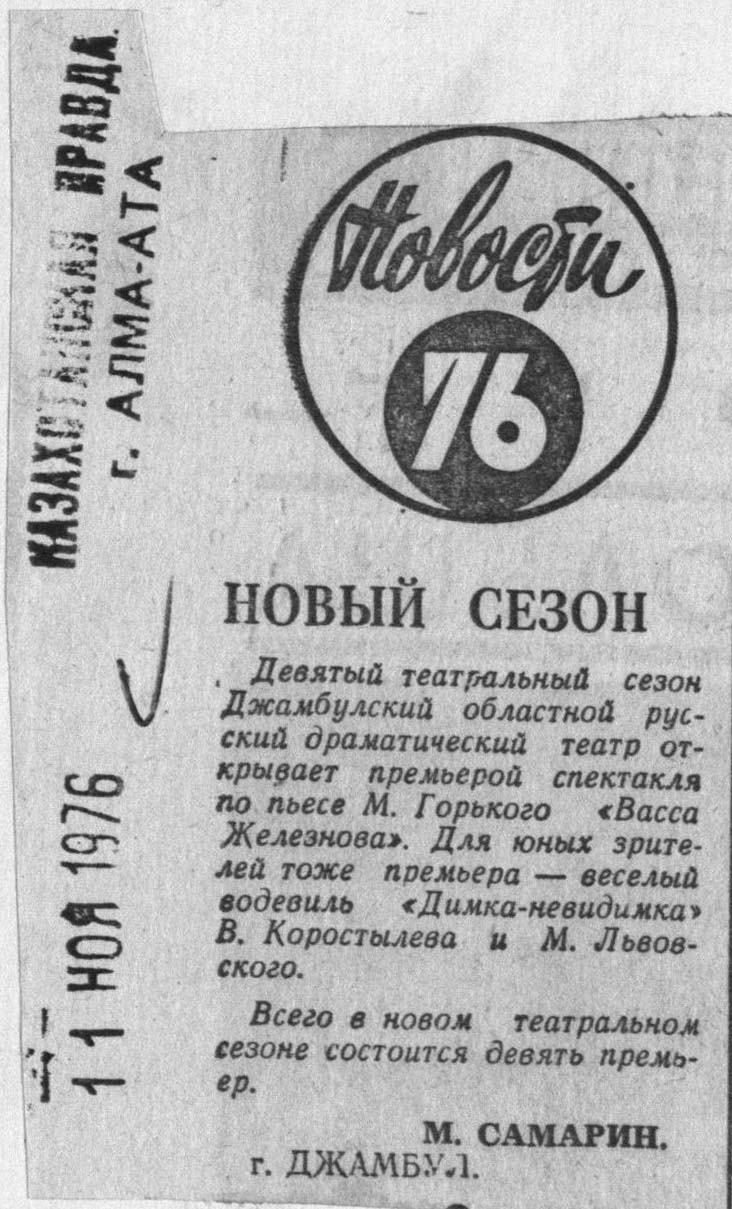 КАЗАХСТАНСКАЯ ПРАВДА.
г. АЛМА-АТА
11 НОЯ 1976
Новости
76
НОВЫЙ СЕЗОН
Девятый театральный сезон
Джамбулский областной рус-
ский драматический театр от-
крывает премьерой спектакля
по пьесе М. Горького «Васса
Железнова». Для юных зрите-
лей тоже премьера — веселый
водевиль «Димка-невидимка»
В. Коростылева и М. Львов-
ского.
Всего в новом театральном
сезоне состоится девять премь-
ер.
М. САМАРИН.
г. ДЖАМБУЛ.